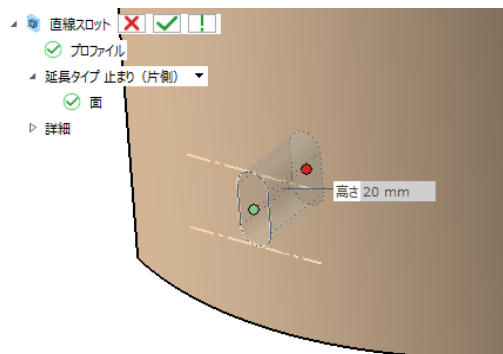 直線スロット
プロファイル
延長タイプ 止まり（片側）
面
詳細
高さ 20 mm